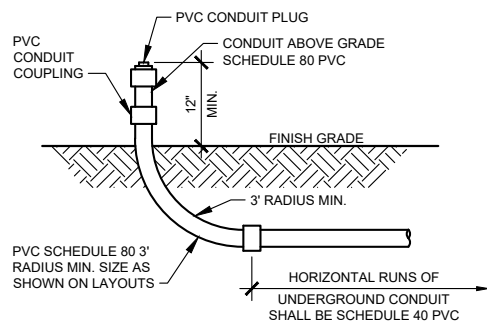 PVC CONDUIT PLUG
PVC
CONDUIT
COUPLING
CONDUIT ABOVE GRADE
SCHEDULE 80 PVC
12"
MIN.
FINISH GRADE
3' RADIUS MIN.
PVC SCHEDULE 80 3'
RADIUS MIN. SIZE AS
SHOWN ON LAYOUTS
HORIZONTAL RUNS OF
UNDERGROUND CONDUIT
SHALL BE SCHEDULE 40 PVC